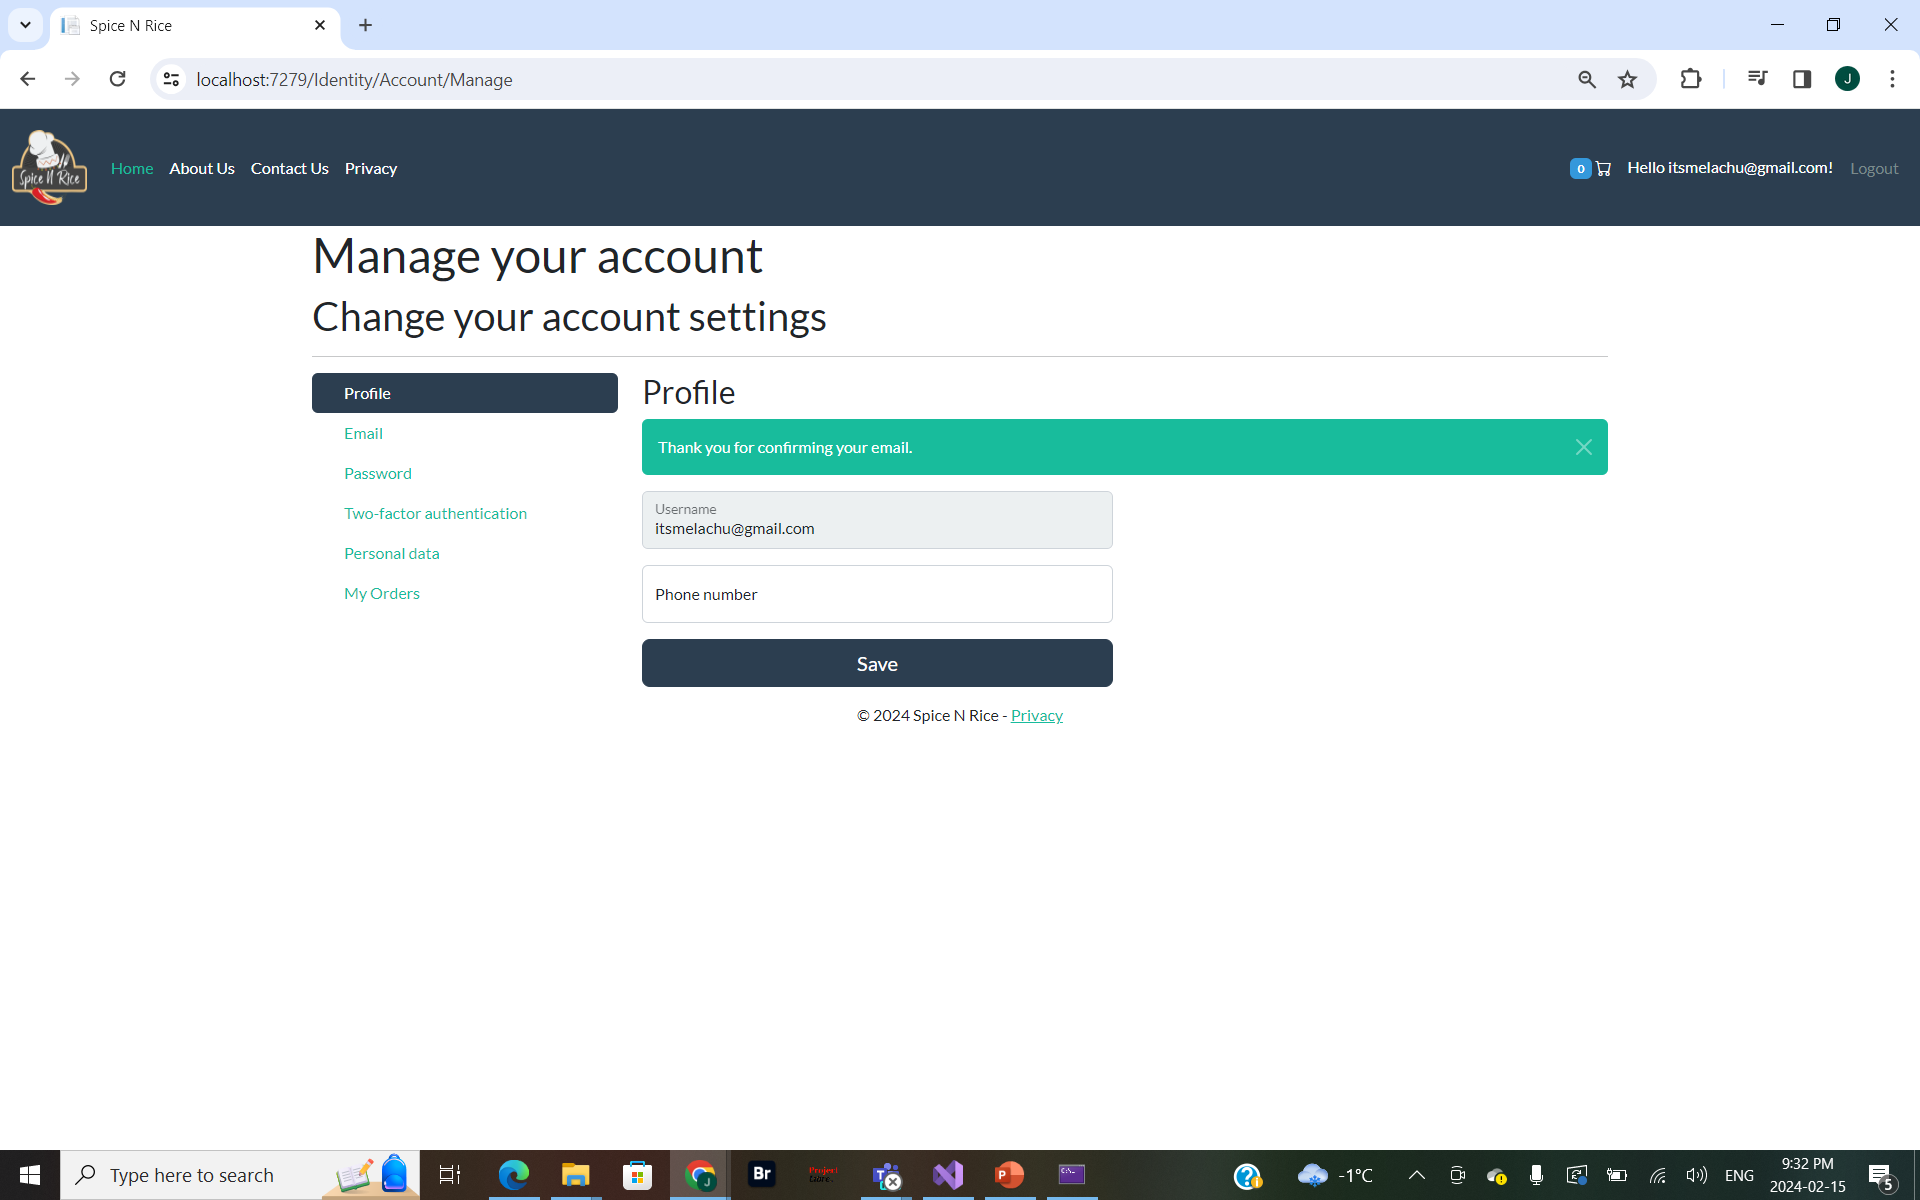 Spice N Rice
localhost:7279/Identity/Account/Manage
J
Spice N Rice
Home
About Us
Contact Us
Privacy
0
Hello itsmelachu@gmail.com!
Logout
Manage your account
Change your account settings
Profile
Email
Password
Two-factor authentication
Personal data
My Orders
Profile
Thank you for confirming your email.
Username
itsmelachu@gmail.com
Phone number
Save
© 2024 Spice N Rice - Privacy
Type here to search
J
Br
Project
Libre.
T
P
C:\.
-1°C
ENG
9:32 PM
2024-02-15
5